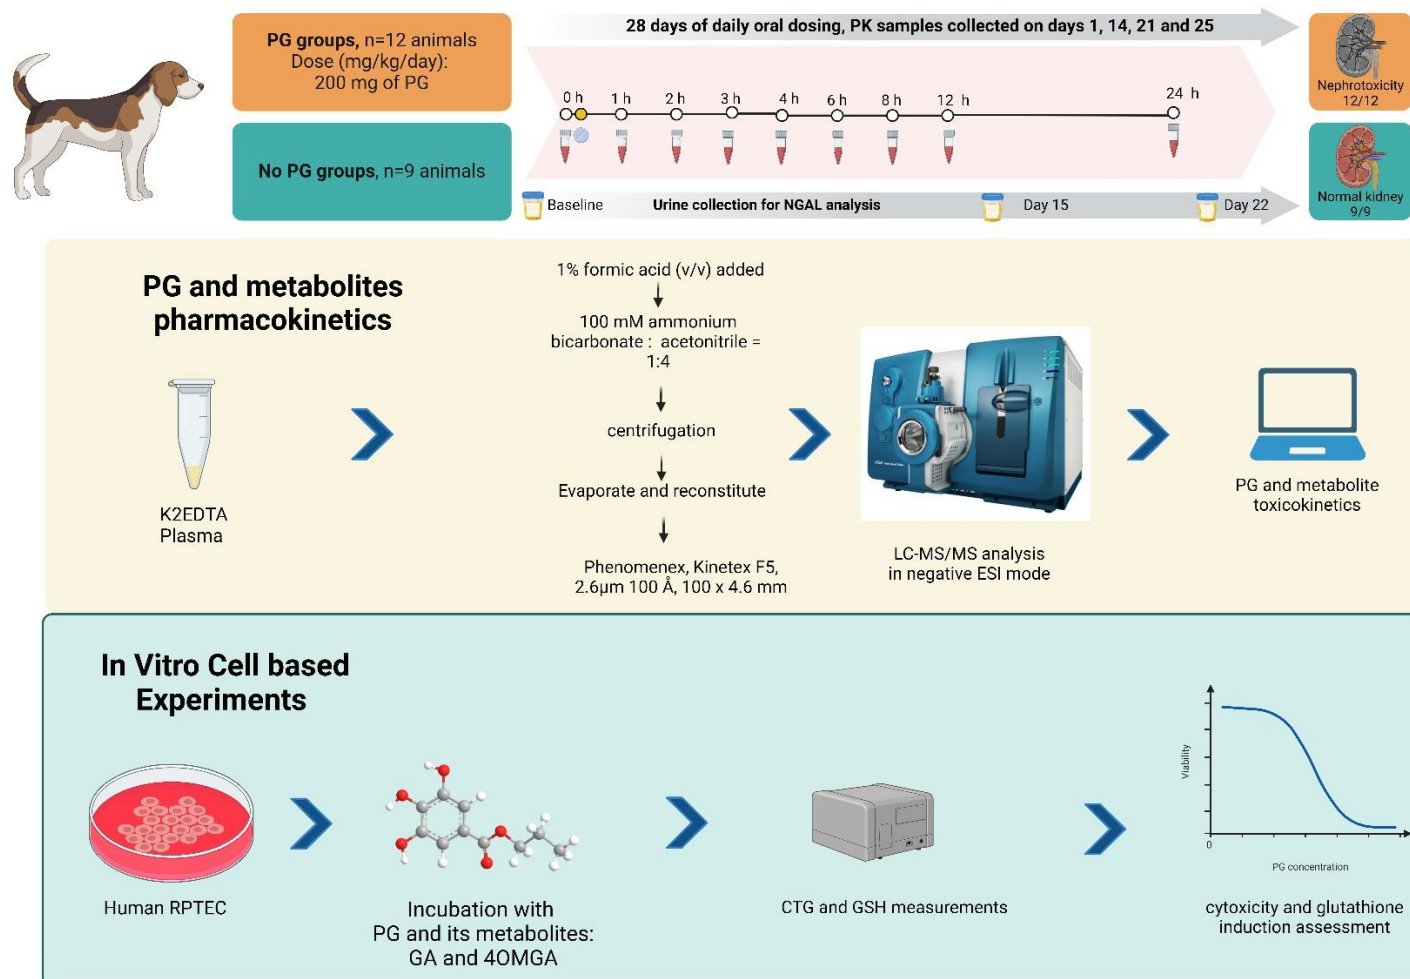 PG groups, n=12 animals
Dose (mg/kg/day):
200 mg of PG
No PG groups, n=9 animals
28 days of daily oral dosing, PK samples collected on days 1, 14, 21 and 25
0 h
1 h
2 h
3 h
4 h
6 h
8 h
12 h
24 h
Baseline
Urine collection for NGAL analysis
Day 15
Day 22
Nephrotoxicity
12/12
Normal kidney
9/9
PG and metabolites
pharmacokinetics
K2EDTA
Plasma
1% formic acid (v/v) added
100 mM ammonium
bicarbonate : acetonitrile =
1:4
centrifugation
Evaporate and reconstitute
Phenomenex, Kinetex F5,
2.6µm 100 Å, 100 x 4.6 mm
LC-MS/MS analysis
in negative ESI mode
PG and metabolite
toxicokinetics
In Vitro Cell based
Experiments
Human RPTEC
Incubation with
PG and its metabolites:
GA and 4OMGA
CTG and GSH measurements
Viability
0
PG concentration
cytoxicity and glutathione
induction assessment